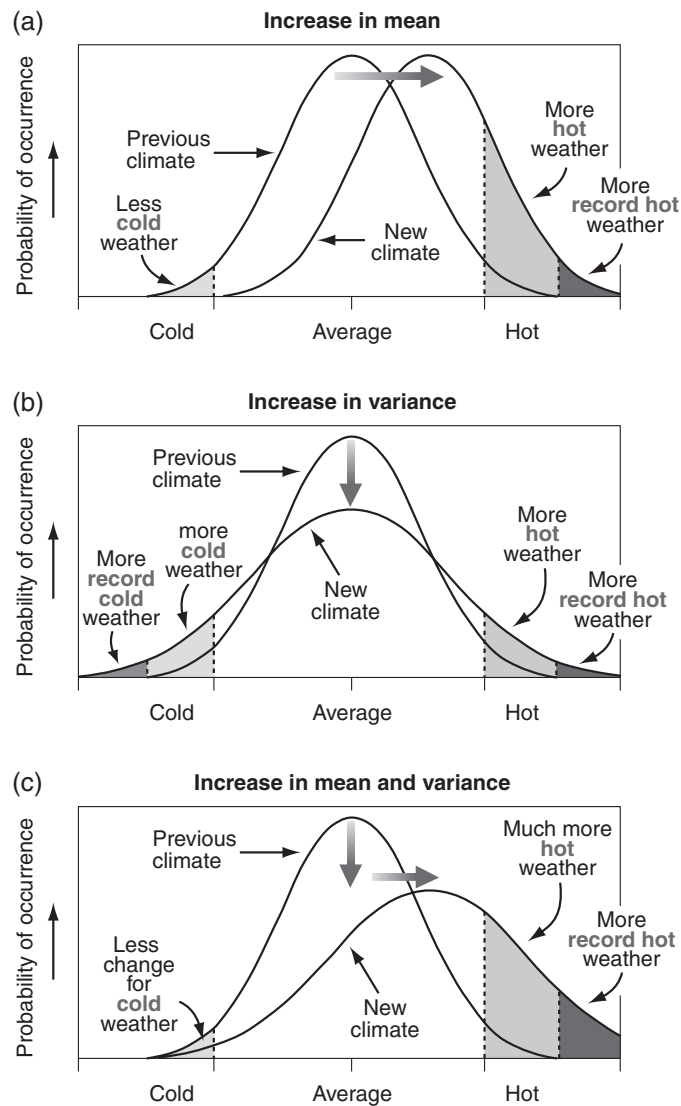 (a)
Increase in mean
Probability of occurrence
Previous
climate
Less
cold
weather
New
climate
More
hot
weather
More
record hot
weather
Cold
Average
Hot
(b)
Increase in variance
Probability of occurrence
Previous
climate
more
cold
weather
More
record
cold
weather
New
climate
More
hot
weather
More
record hot
weather
Cold
Average
Hot
(c)
Increase in mean and variance
Probability of occurrence
Previous
climate
Less
change
for
cold
weather
New
climate
Much more
hot
weather
More
record hot
weather
Cold
Average
Hot